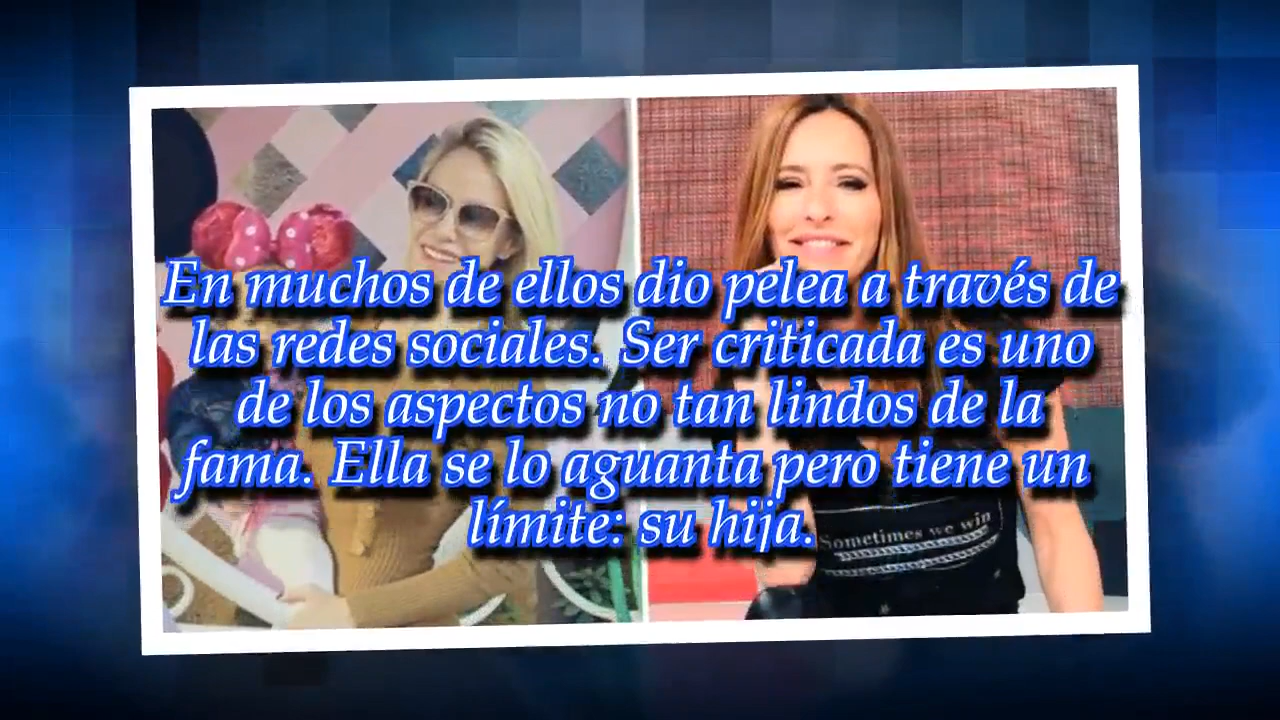 En muchos de ellos dio pelea a través de
las redes sociales. Ser criticada es uno
de los aspectos no tan lindos de la
fama. Ella se lo aguanta pero tiene un
límite: su hija.
Sometimes we win